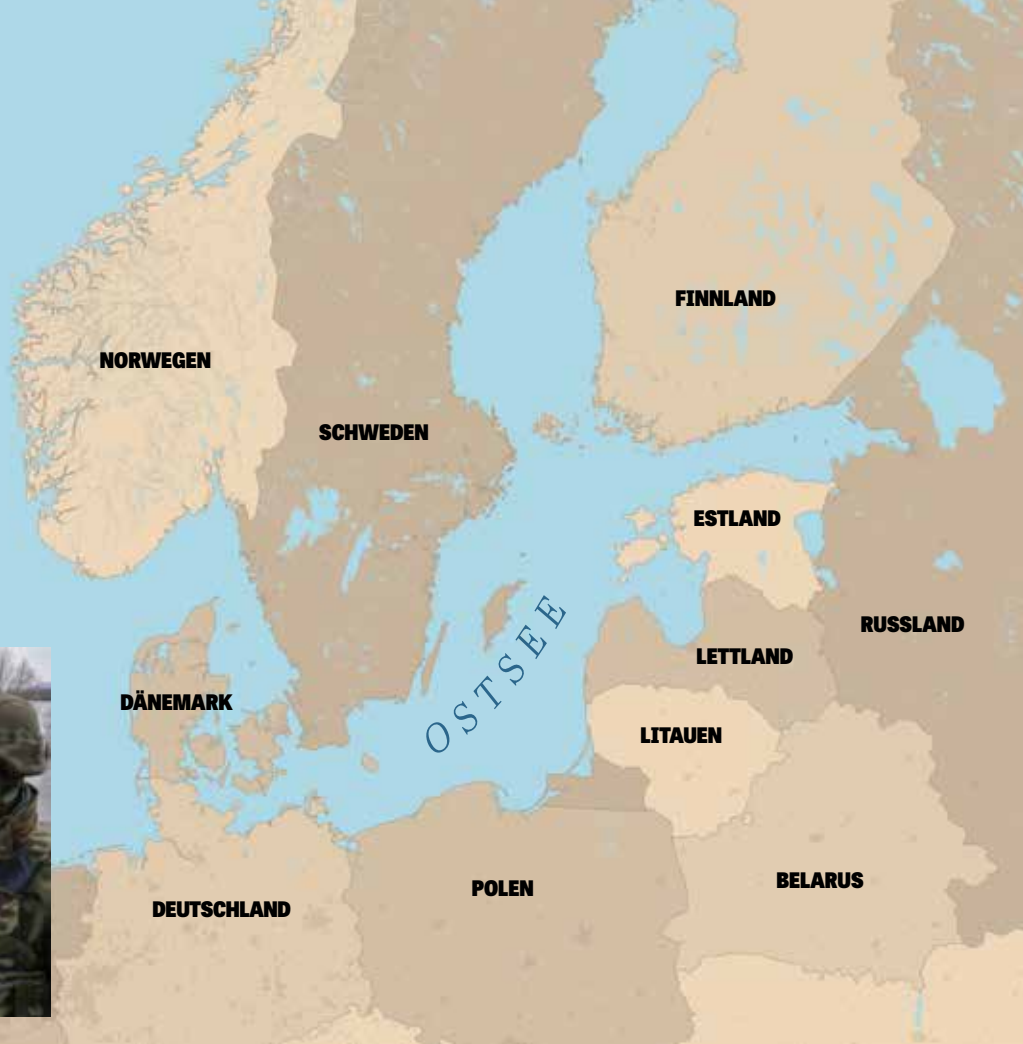 FINNLAND
NORWEGEN
SCHWEDEN
ESTLAND
RUSSLAND
LETTLAND
DÄNEMARK
OSTSEE
LITAUEN
BELARUS
POLEN
DEUTSCHLAND